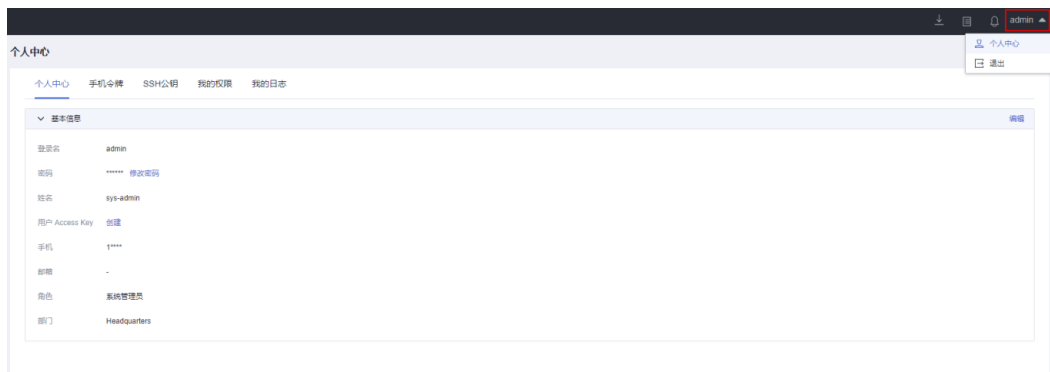 admin
个人中心
退出
个人中心
个人中心 手机令牌 SSH公钥 我的权限 我的日志
基本信息 编辑
登录名 admin
密码 ****** 修改密码
姓名 sys-admin
用户 Access Key 创建
手机 1****
邮箱 -
角色 系统管理员
部门 Headquarters